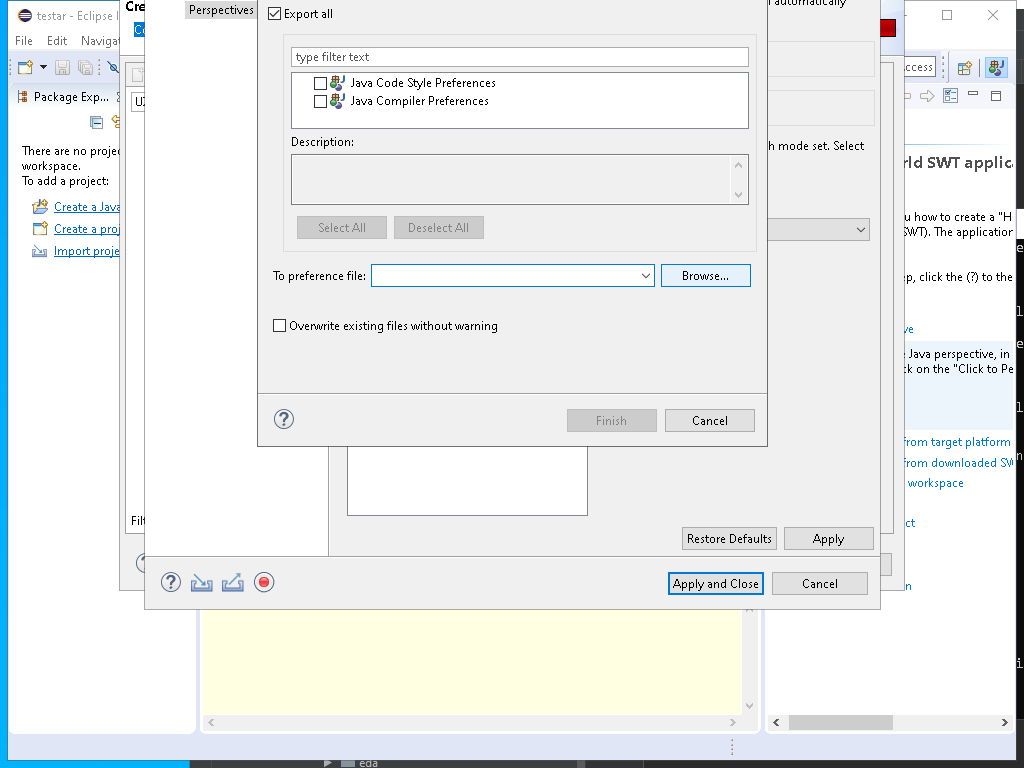 testar - Eclipse I
Cre
Perspectives
Export all
automatically
File Edit Navigat
type filter text
ccess
Java Code Style Preferences
Package Exp...
Java Compiler Preferences
Description:
There are no proje
workspace.
To add a project:
h mode set. Select
rld SWT applic
Create a Java
Create a proj
Import proje
Select All
Deselect All
u how to create a "H
SWT). The application
To preference file:
Browse...
ep, click the (?) to the
Overwrite existing files without warning
ve
Java perspective, in
ck on the "Click to Pe
Finish
Cancel
from target platform
from downloaded SW
workspace
Filt
ct
Restore Defaults
Apply
Apply and Close
Cancel
n
eda